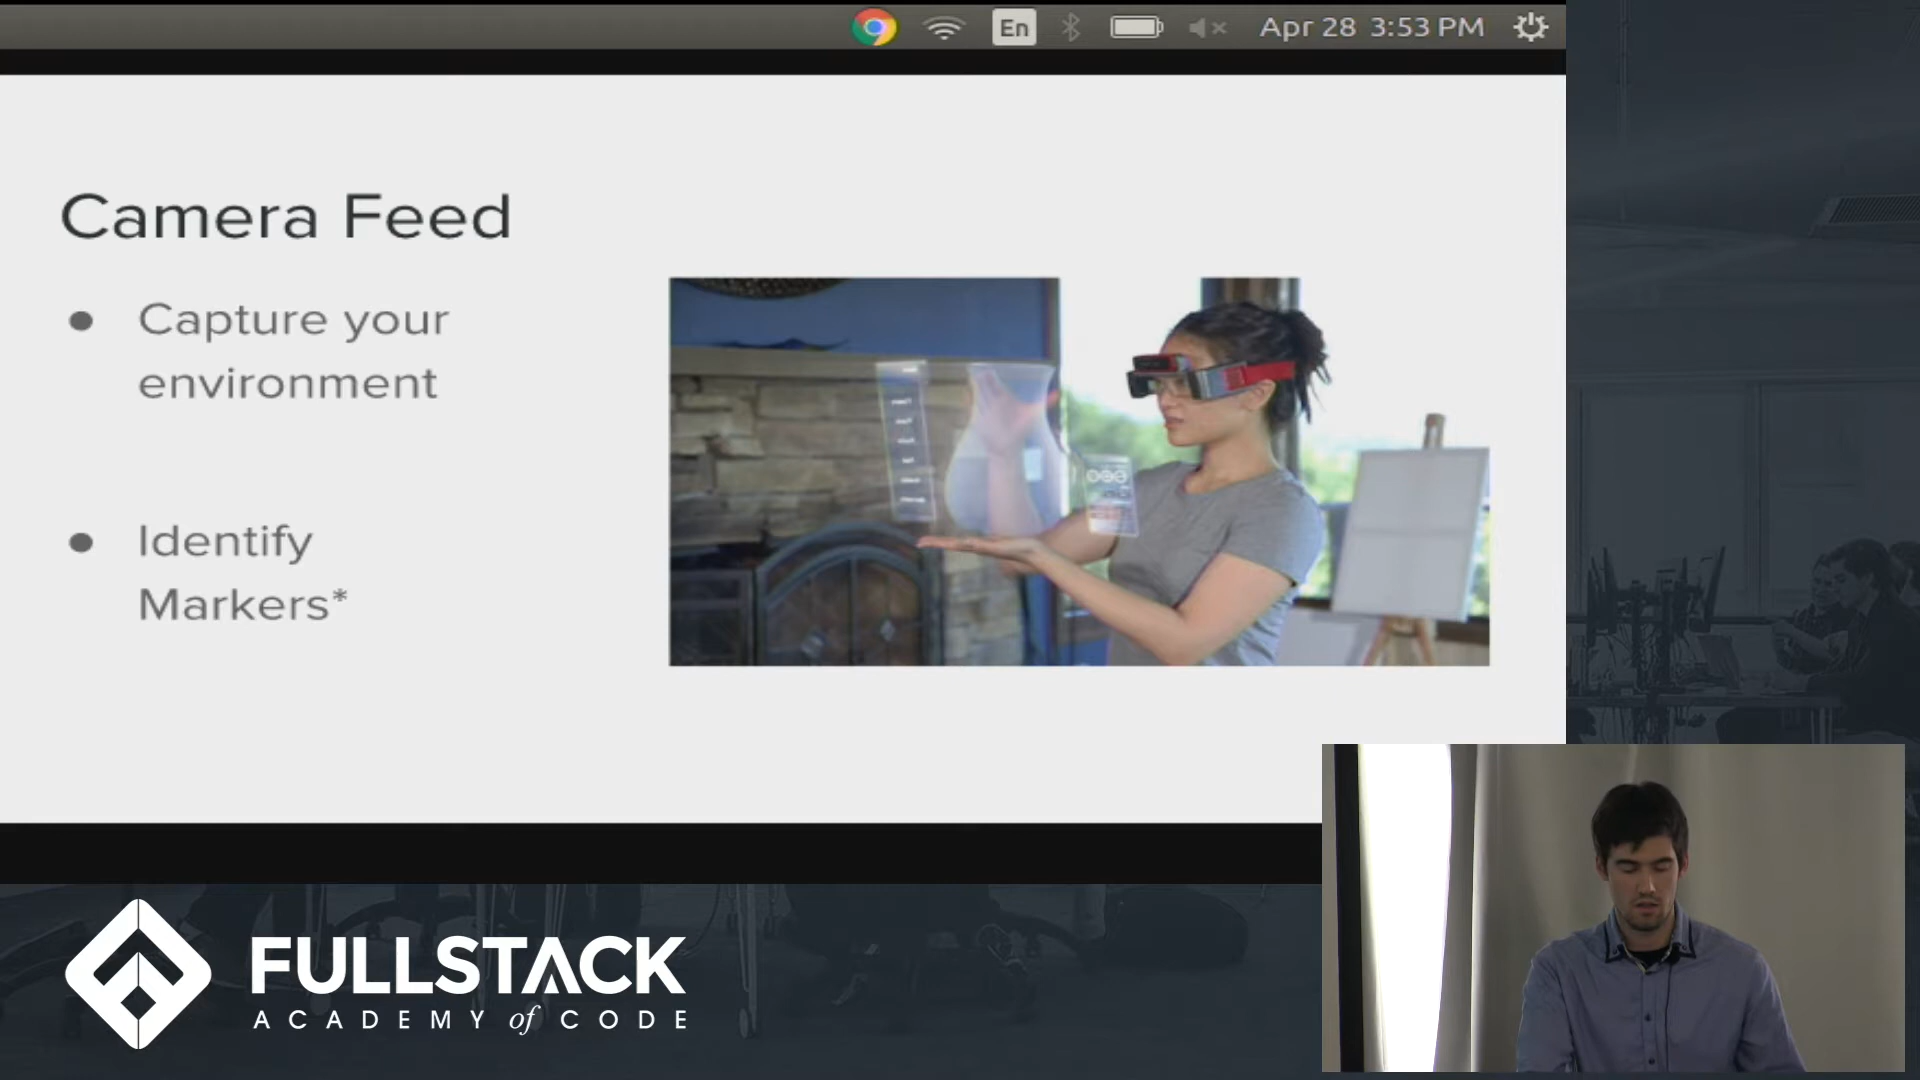 En
Apr 28 3:53 PM
Camera Feed
Capture your
environment
Identify
Markers*
FULLSTACK
ACADEMY of CODE